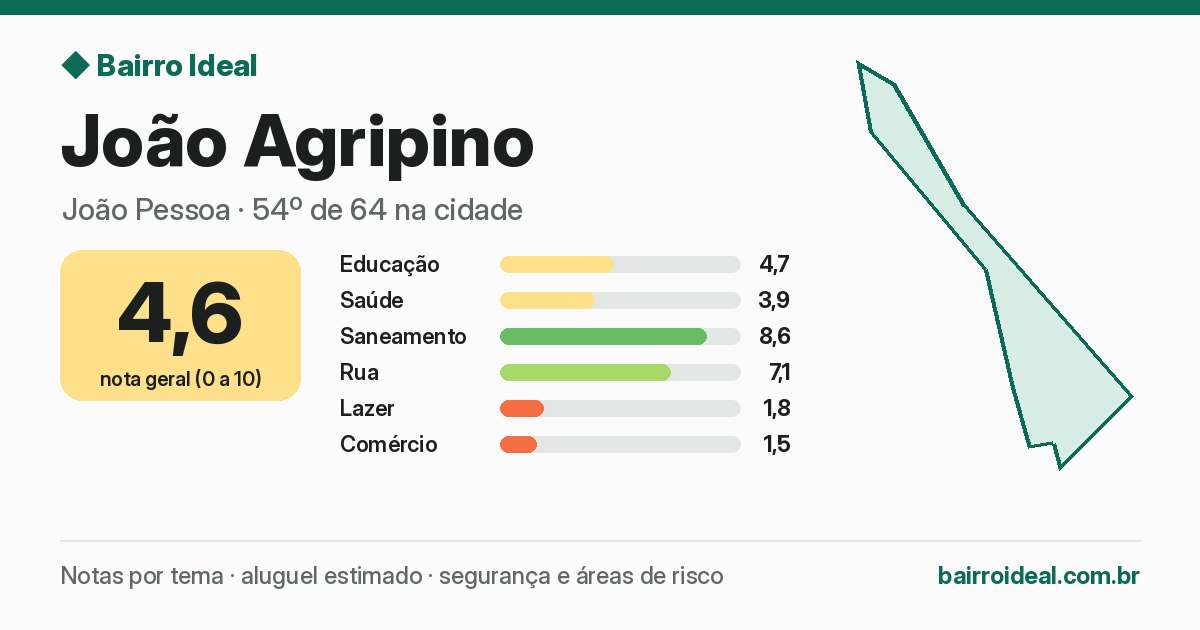 Bairro Ideal
João Agripino
João Pessoa · 54º de 64 na cidade
4,6
nota geral (0 a 10)
Educação 4,7
Saúde 3,9
Saneamento 8,6
Rua 7,1
Lazer 1,8
Comércio 1,5
Notas por tema · aluguel estimado · segurança e áreas de risco
bairroideal.com.br